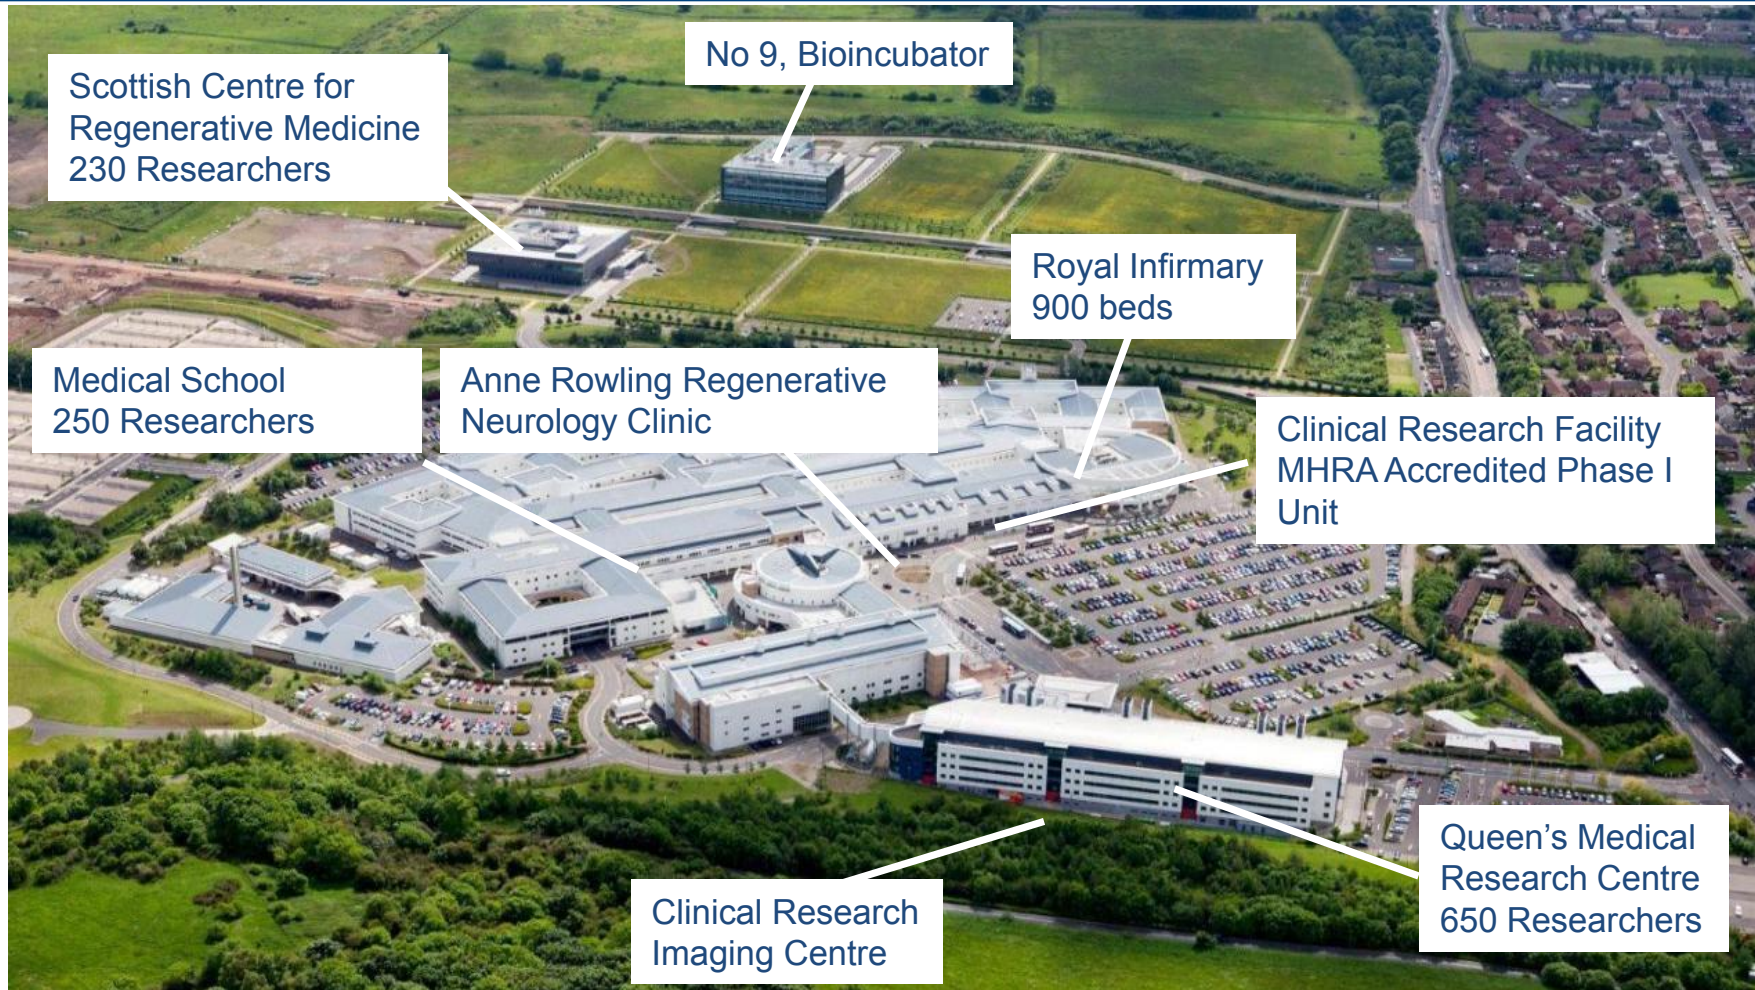 No 9, Bioincubator
Scottish Centre for
Regenerative Medicine
230 Researchers
Royal Infirmary
900 beds
Medical School
250 Researchers
Anne Rowling Regenerative
Neurology Clinic
Clinical Research Facility
MHRA Accredited Phase I
Unit
Queen’s Medical
Research Centre
650 Researchers
Clinical Research
Imaging Centre